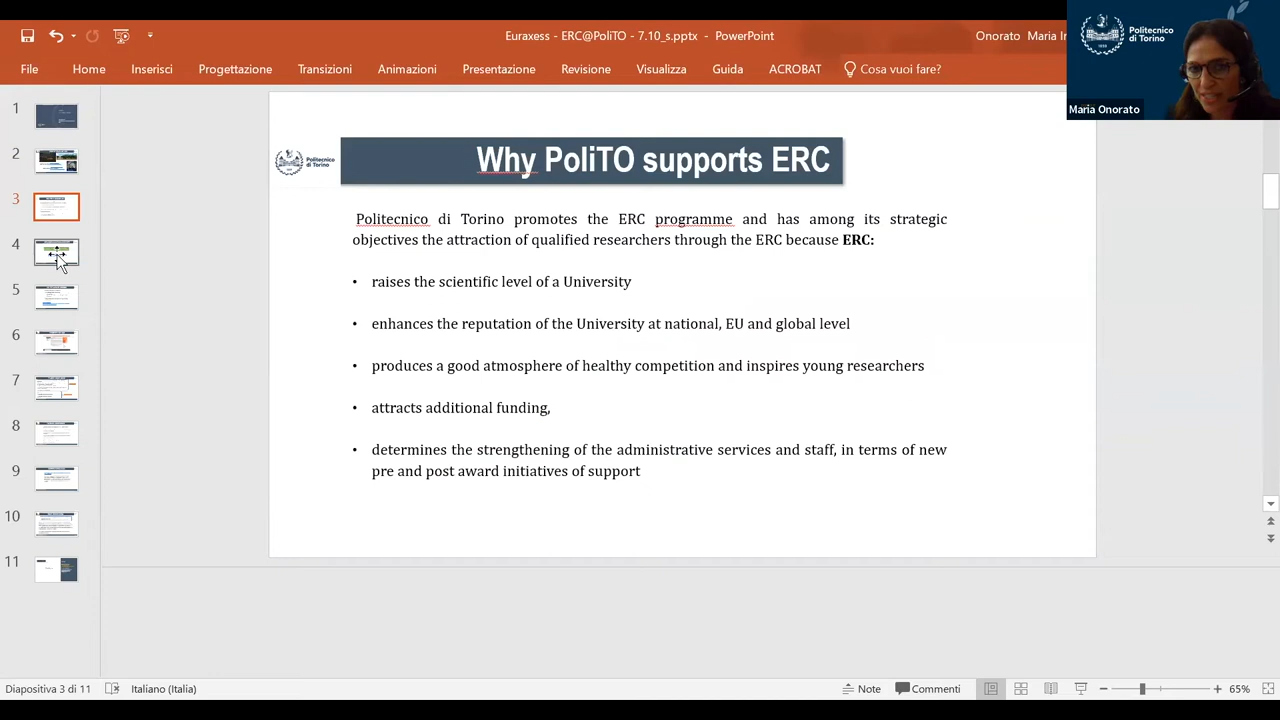 Euraxess - ERC@PoliTO - 7.10_s.pptx - PowerPoint
Onorato Maria
File Home Inserisci Progettazione Transizioni Animazioni Presentazione Revisione Visualizza Guida ACROBAT Cosa vuoi fare?
Politecnico
di Torino
Maria Onorato
1
2
3
4
5
6
7
8
9
10
11
Politecnico
di Torino
Why PoliTO supports ERC
Politecnico di Torino promotes the ERC programme and has among its strategic
objectives the attraction of qualified researchers through the ERC because ERC:
• raises the scientific level of a University
• enhances the reputation of the University at national, EU and global level
• produces a good atmosphere of healthy competition and inspires young researchers
• attracts additional funding,
• determines the strengthening of the administrative services and staff, in terms of new
pre and post award initiatives of support
Diapositiva 3 di 11 Italiano (Italia) Note Commenti 65%